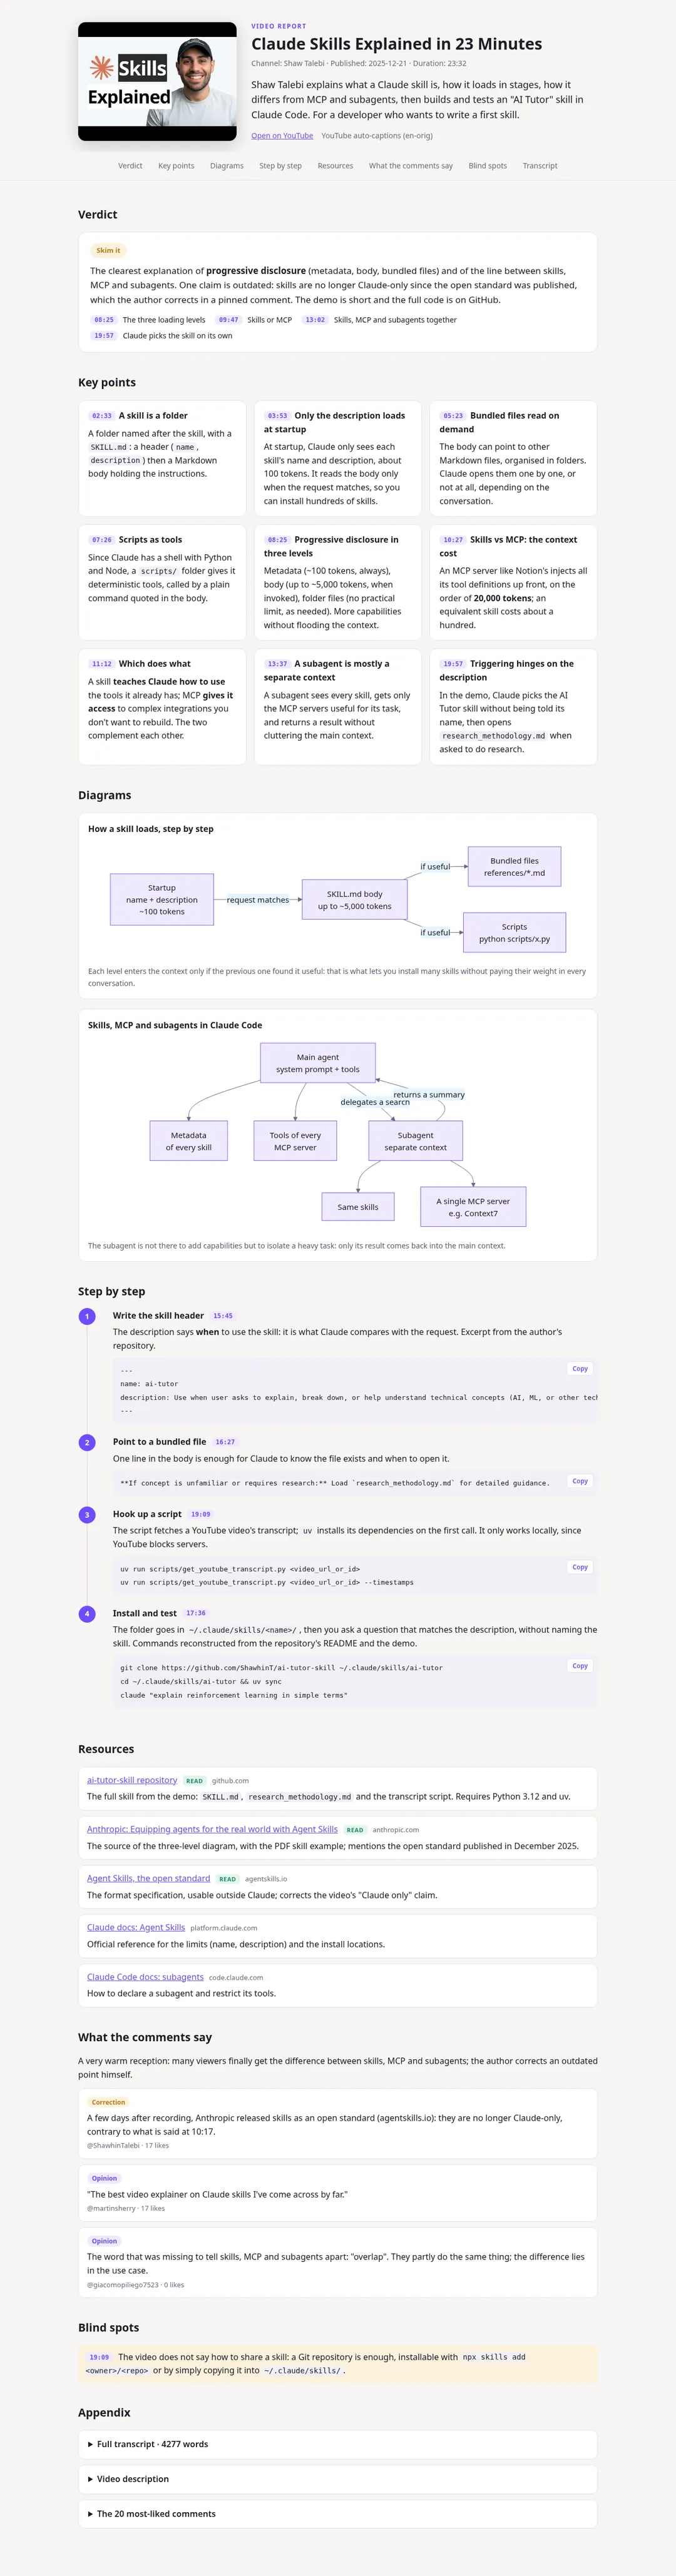 Skills
Explained
VIDEO REPORT
Claude Skills Explained in 23 Minutes
Channel: Shaw Talebi · Published: 2025-12-21 · Duration: 23:32
Shaw Talebi explains what a Claude skill is, how it loads in stages, how it
differs from MCP and subagents, then builds and tests an "AI Tutor" skill in
Claude Code. For a developer who wants to write a first skill.
Open on YouTube YouTube auto-captions (en-orig)
Verdict Key points Diagrams Step by step Resources What the comments say Blind spots Transcript
Verdict
Skim it
The clearest explanation of progressive disclosure (metadata, body, bundled files) and of the line between skills,
MCP and subagents. One claim is outdated: skills are no longer Claude-only since the open standard was published,
which the author corrects in a pinned comment. The demo is short and the full code is on GitHub.
08:25 The three loading levels 09:47 Skills or MCP 13:02 Skills, MCP and subagents together
19:57 Claude picks the skill on its own
Key points
02:33 A skill is a folder
A folder named after the skill, with a
SKILL.md: a header (name,
description) then a Markdown
body holding the instructions.
03:53 Only the description loads
at startup
At startup, Claude only sees each
skill's name and description, about
100 tokens. It reads the body only
when the request matches, so you
can install hundreds of skills.
05:23 Bundled files read on
demand
The body can point to other
Markdown files, organised in folders.
Claude opens them one by one, or
not at all, depending on the
conversation.
07:26 Scripts as tools
Since Claude has a shell with Python
and Node, a scripts/ folder gives it
deterministic tools, called by a plain
command quoted in the body.
08:25 Progressive disclosure in
three levels
Metadata (~100 tokens, always),
body (up to ~5,000 tokens, when
invoked), folder files (no practical
limit, as needed). More capabilities
without flooding the context.
10:27 Skills vs MCP: the context
cost
An MCP server like Notion's injects all
its tool definitions up front, on the
order of 20,000 tokens; an
equivalent skill costs about a
hundred.
11:12 Which does what
A skill teaches Claude how to use
the tools it already has; MCP gives it
access to complex integrations you
don't want to rebuild. The two
complement each other.
13:37 A subagent is mostly a
separate context
A subagent sees every skill, gets only
the MCP servers useful for its task,
and returns a result without
cluttering the main context.
19:57 Triggering hinges on the
description
In the demo, Claude picks the AI
Tutor skill without being told its
name, then opens
research_methodology.md when
asked to do research.
Diagrams
How a skill loads, step by step
Startup
name + description
~100 tokens
request matches
SKILL.md body
up to ~5,000 tokens
if useful
Bundled files
references/*.md
if useful
Scripts
python scripts/x.py
Each level enters the context only if the previous one found it useful: that is what lets you install many skills without paying their weight in every
conversation.
Skills, MCP and subagents in Claude Code
Main agent
system prompt + tools
returns a summary
delegates a search
Metadata
of every skill
Tools of every
MCP server
Subagent
separate context
Same skills
A single MCP server
e.g. Context7
The subagent is not there to add capabilities but to isolate a heavy task: only its result comes back into the main context.
Step by step
1 Write the skill header 15:45
The description says when to use the skill: it is what Claude compares with the request. Excerpt from the author's
repository.
Copy
---
name: ai-tutor
description: Use when user asks to explain, break down, or help understand technical concepts (AI, ML, or other tech
---
2 Point to a bundled file 16:27
One line in the body is enough for Claude to know the file exists and when to open it.
Copy
**If concept is unfamiliar or requires research:** Load `research_methodology.md` for detailed guidance.
3 Hook up a script 19:09
The script fetches a YouTube video's transcript; uv installs its dependencies on the first call. It only works locally, since
YouTube blocks servers.
Copy
uv run scripts/get_youtube_transcript.py <video_url_or_id>
uv run scripts/get_youtube_transcript.py <video_url_or_id> --timestamps
4 Install and test 17:36
The folder goes in ~/.claude/skills/<name>/, then you ask a question that matches the description, without naming the
skill. Commands reconstructed from the repository's README and the demo.
Copy
git clone https://github.com/ShawhinT/ai-tutor-skill ~/.claude/skills/ai-tutor
cd ~/.claude/skills/ai-tutor && uv sync
claude "explain reinforcement learning in simple terms"
Resources
ai-tutor-skill repository READ github.com
The full skill from the demo: SKILL.md, research_methodology.md and the transcript script. Requires Python 3.12 and uv.
Anthropic: Equipping agents for the real world with Agent Skills READ anthropic.com
The source of the three-level diagram, with the PDF skill example; mentions the open standard published in December 2025.
Agent Skills, the open standard READ agentskills.io
The format specification, usable outside Claude; corrects the video's "Claude only" claim.
Claude docs: Agent Skills platform.claude.com
Official reference for the limits (name, description) and the install locations.
Claude Code docs: subagents code.claude.com
How to declare a subagent and restrict its tools.
What the comments say
A very warm reception: many viewers finally get the difference between skills, MCP and subagents; the author corrects an outdated
point himself.
Correction
A few days after recording, Anthropic released skills as an open standard (agentskills.io): they are no longer Claude-only,
contrary to what is said at 10:17.
@ShawhinTalebi · 17 likes
Opinion
"The best video explainer on Claude skills I've come across by far."
@martinsherry · 17 likes
Opinion
The word that was missing to tell skills, MCP and subagents apart: "overlap". They partly do the same thing; the difference lies
in the use case.
@giacomopiliego7523 · 0 likes
Blind spots
19:09 The video does not say how to share a skill: a Git repository is enough, installable with npx skills add
<owner>/<repo> or by simply copying it into ~/.claude/skills/.
Appendix
▶ Full transcript · 4277 words
▶ Video description
▶ The 20 most-liked comments